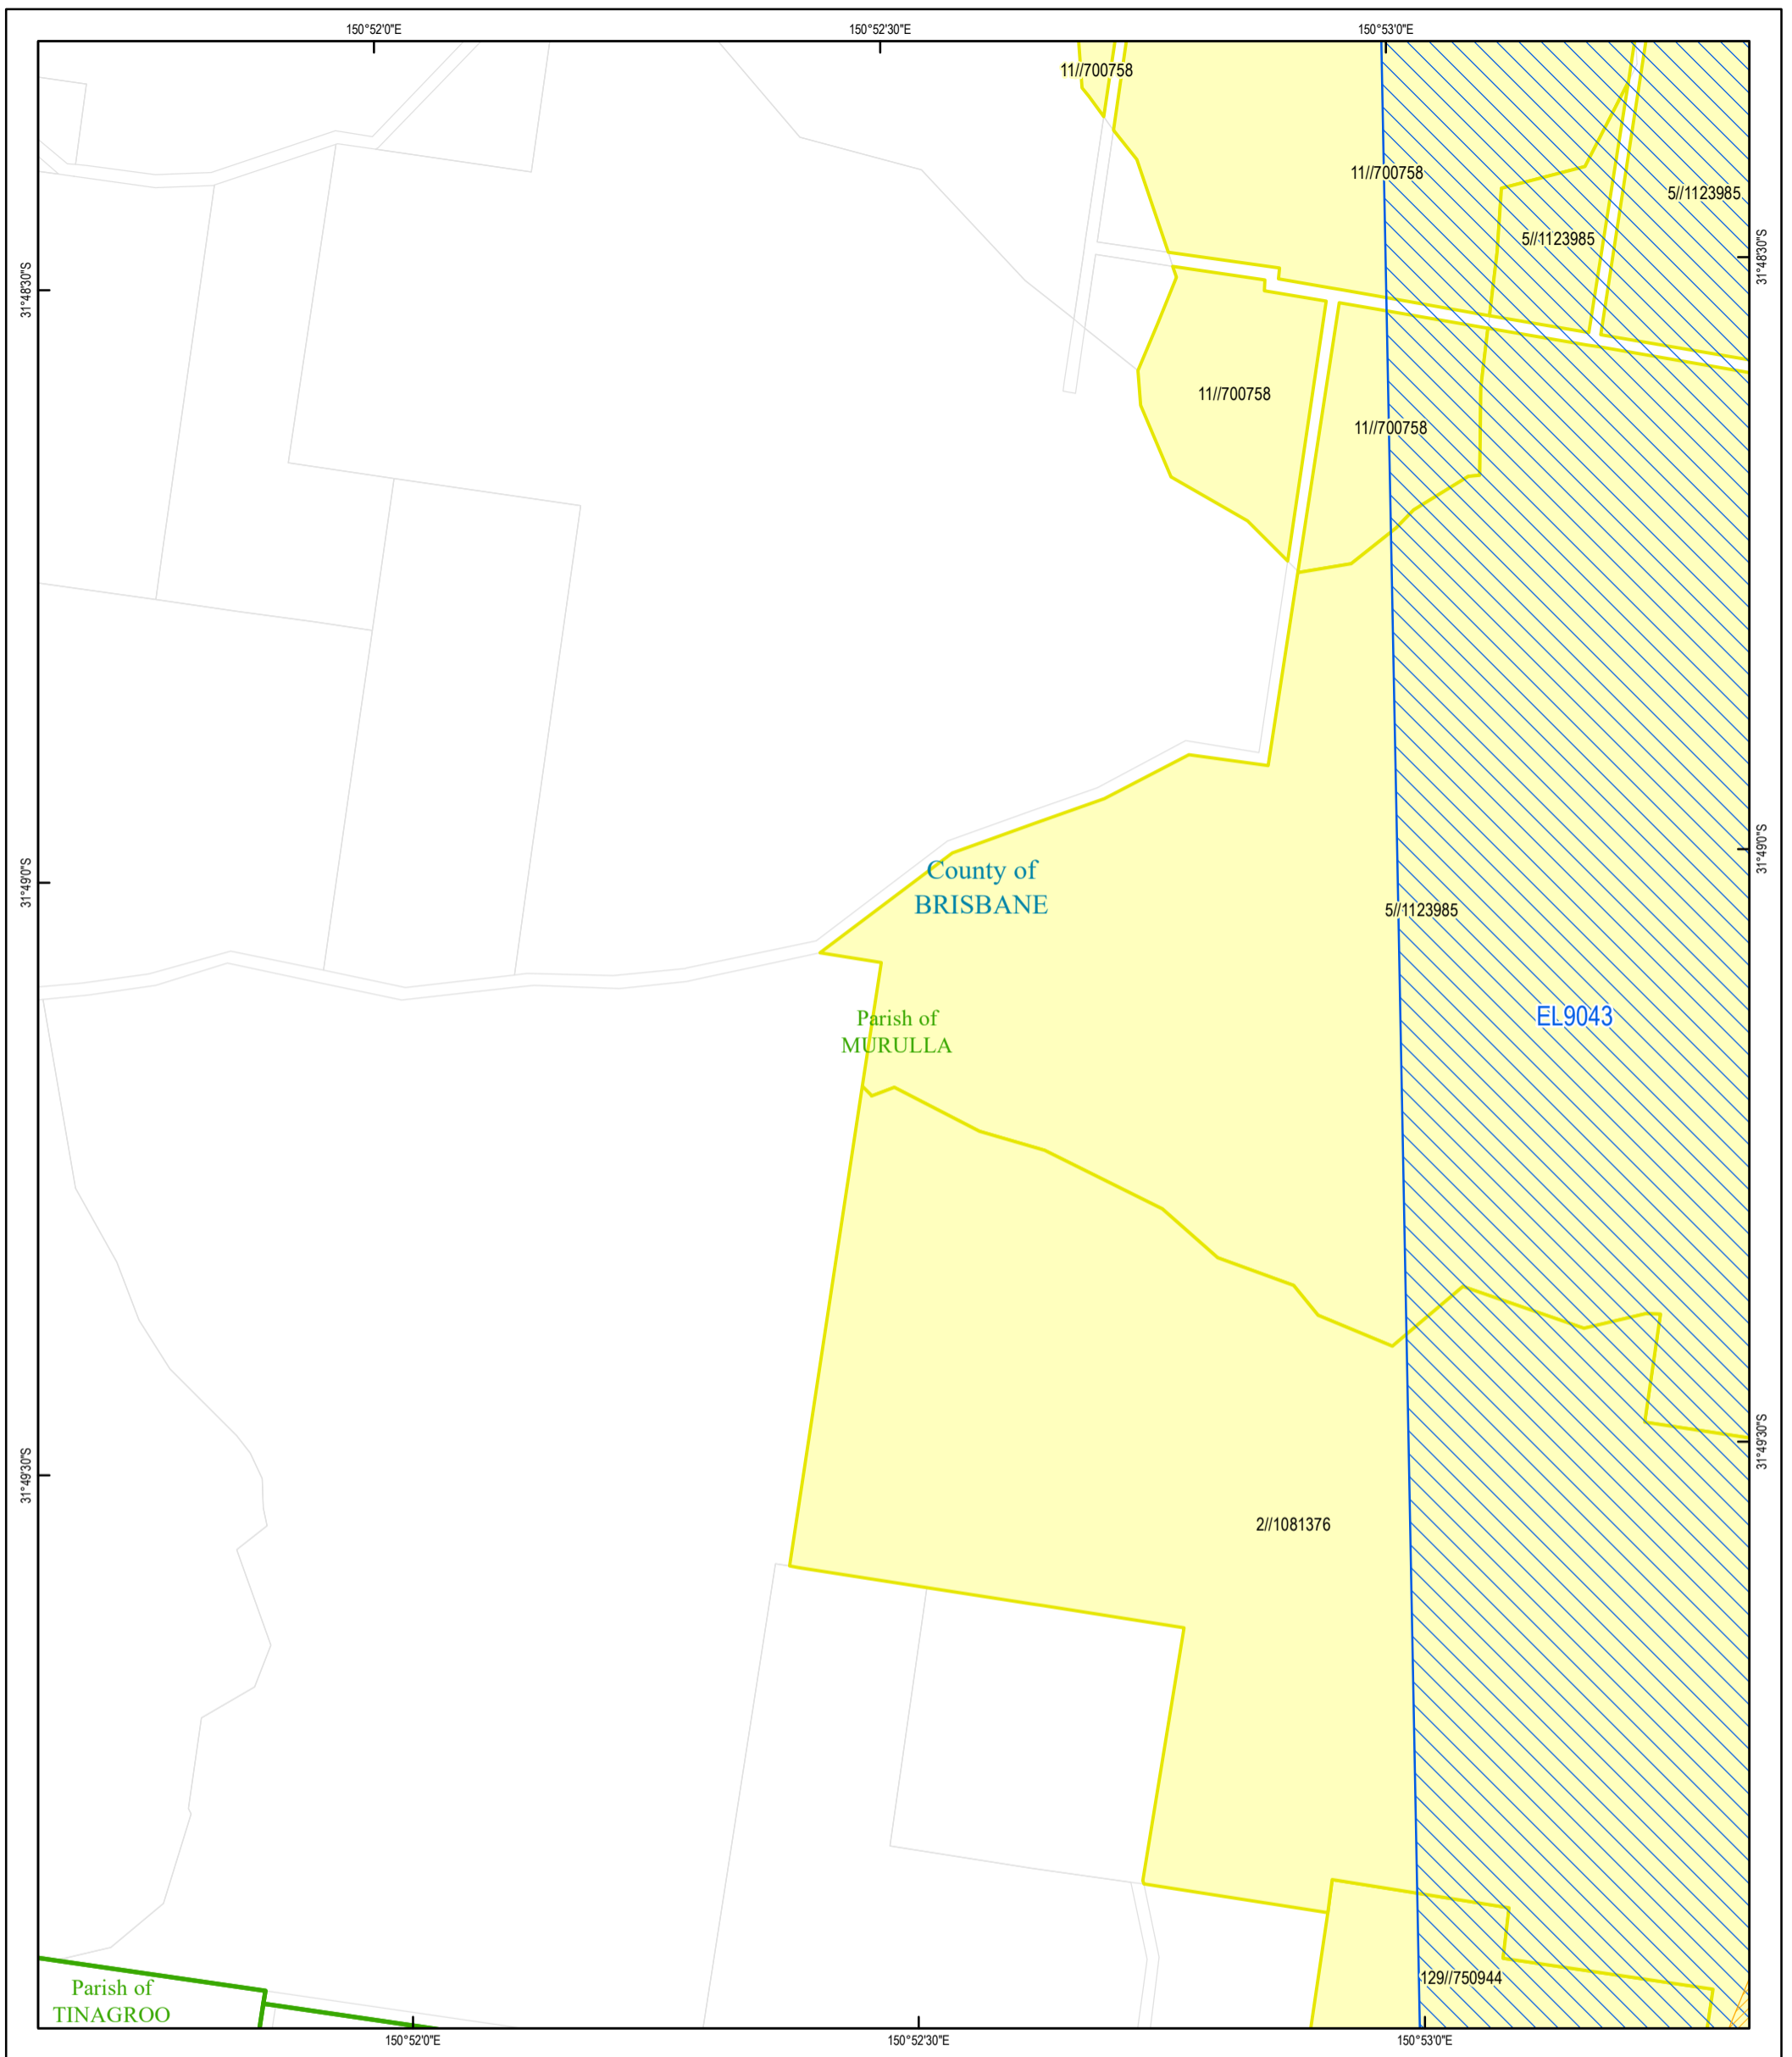 150°52'0"E
150°52'30"E
150°53'0"E
11//700758
11//700758
5//1123985
5//1123985
31°48'30"S
31°48'30"S
11//700758
11//700758
County of
BRISBANE
31°49'0"S
31°49'0"S
5//1123985
Parish of
MURULLA
EL9043
31°49'30"S
31°49'30"S
2//1081376
129//750944
Parish of
TINAGROO
150°52'0"E
150°52'30"E
150°53'0"E